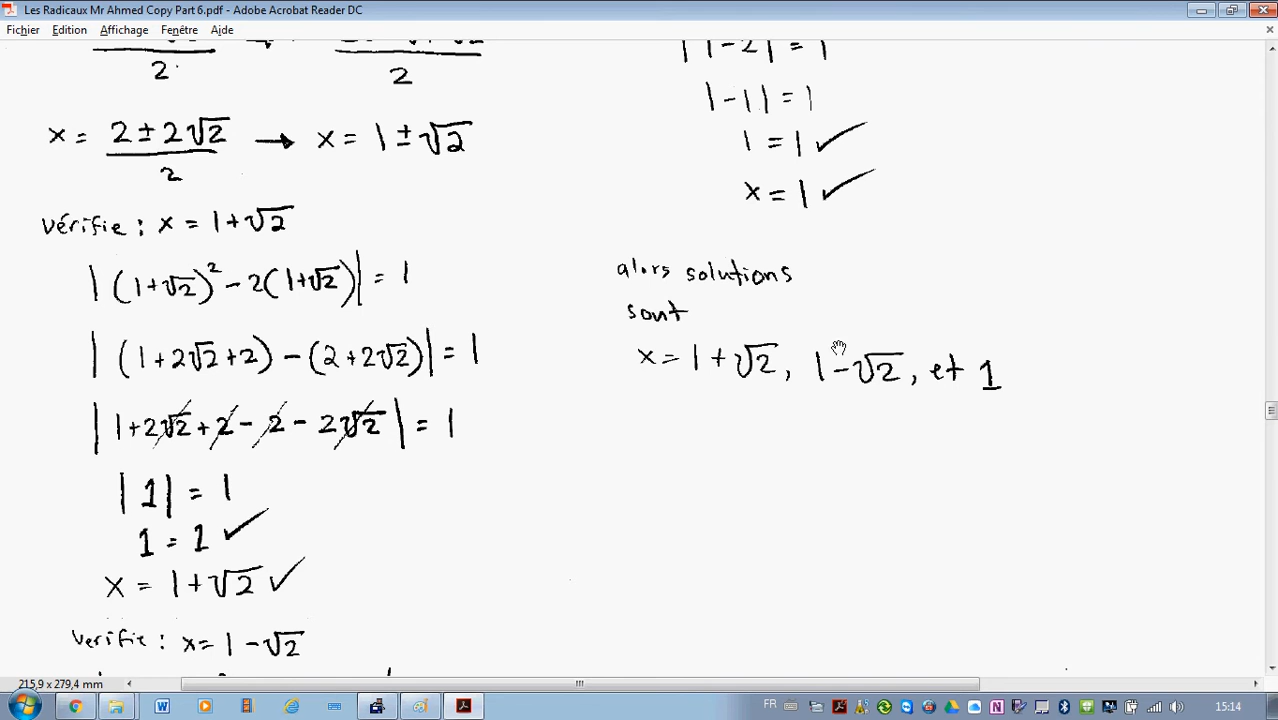 Les Radicaux Mr Ahmed Copy Part 6.pdf - Adobe Acrobat Reader DC
Fichier Edition Affichage Fenêtre Aide
2
2
x = 2 ± 2√2 / 2 → x = 1 ± √2
vérifie : x = 1 + √2
| (1+√2)² - 2(1+√2) | = 1
| (1+2√2+2) - (2+2√2) | = 1
| 1+2√2+2 - 2 - 2√2 | = 1
| 1 | = 1
1 = 1 ✓
x = 1 + √2 ✓
verifie : x = 1 - √2
| 1 - 2 | = 1
| -1 | = 1
1 = 1 ✓
x = 1 ✓
alors solutions
sont
x = 1 + √2, 1 - √2, et 1
215,9 x 279,4 mm
FR
15:14